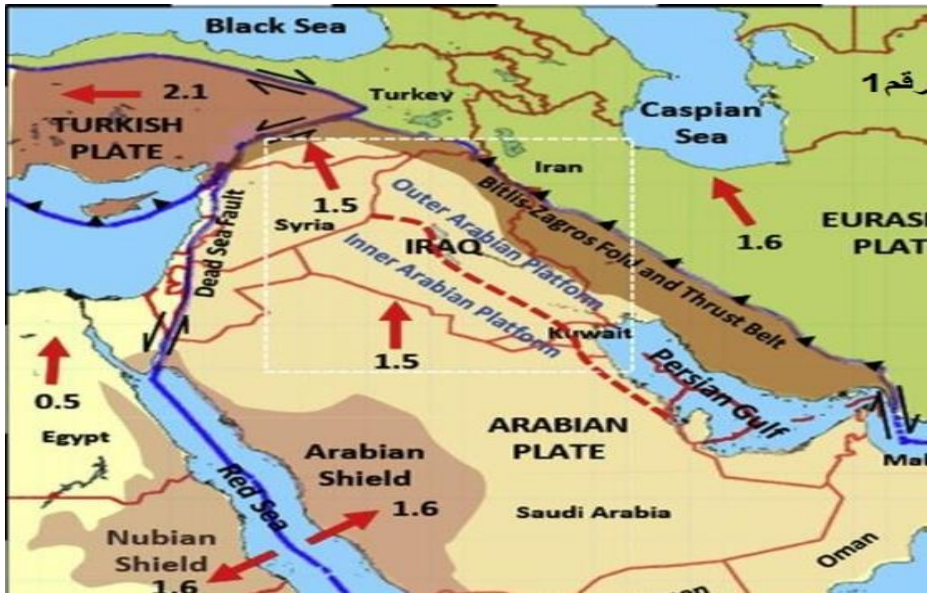 Black Sea
رقم 1
2.1
Turkey
Caspian
Sea
TURKISH
PLATE
Iran
Bitlis-Zagros Fold and Thrust Belt
1.5
Outer Arabian Platform
Syria
IRAQ
Dead Sea Fault
1.6
Inner Arabian Platform
Kuwait
1.5
Persian Gulf
0.5
Egypt
ARABIAN
PLATE
Arabian
Shield
Red Sea
1.6
Saudi Arabia
Nubian
Shield
Oman
1.6